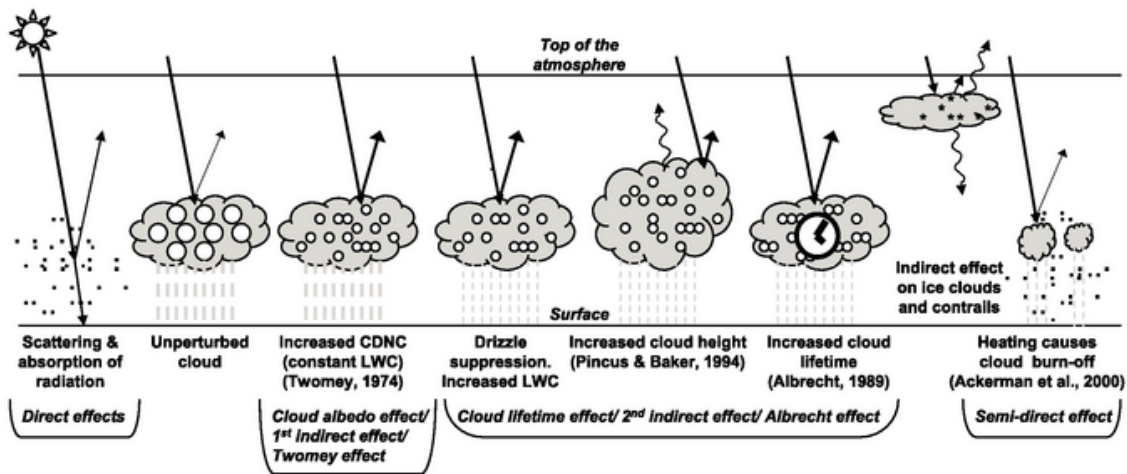 Top of the
atmosphere
Surface
Scattering &
absorption of
radiation
Unperturbed
cloud
Increased CDNC
(constant LWC)
(Twomey, 1974)
Drizzle
suppression.
Increased LWC
Increased cloud height
(Pincus & Baker, 1994)
Increased cloud
lifetime
(Albrecht, 1989)
Indirect effect
on ice clouds
and contrails
Heating causes
cloud burn-off
(Ackerman et al., 2000)
Direct effects
Cloud albedo effect/
1st indirect effect/
Twomey effect
Cloud lifetime effect/ 2nd indirect effect/ Albrecht effect
Semi-direct effect